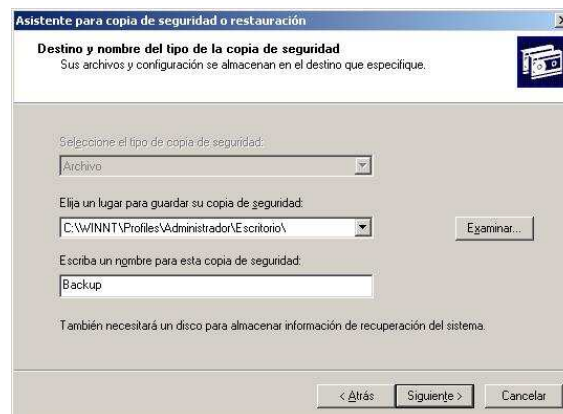 Asistente para copia de seguridad o restauración
Destino y nombre del tipo de la copia de seguridad
Sus archivos y configuración se almacenan en el destino que especifique.
Seleccione el tipo de copia de seguridad:
Archivo
Elija un lugar para guardar su copia de seguridad:
C:\WINNT\Profiles\Administrador\Escritorio\
Examinar...
Escriba un nombre para esta copia de seguridad:
Backup
También necesitará un disco para almacenar información de recuperación del sistema.
< Atrás Siguiente > Cancelar